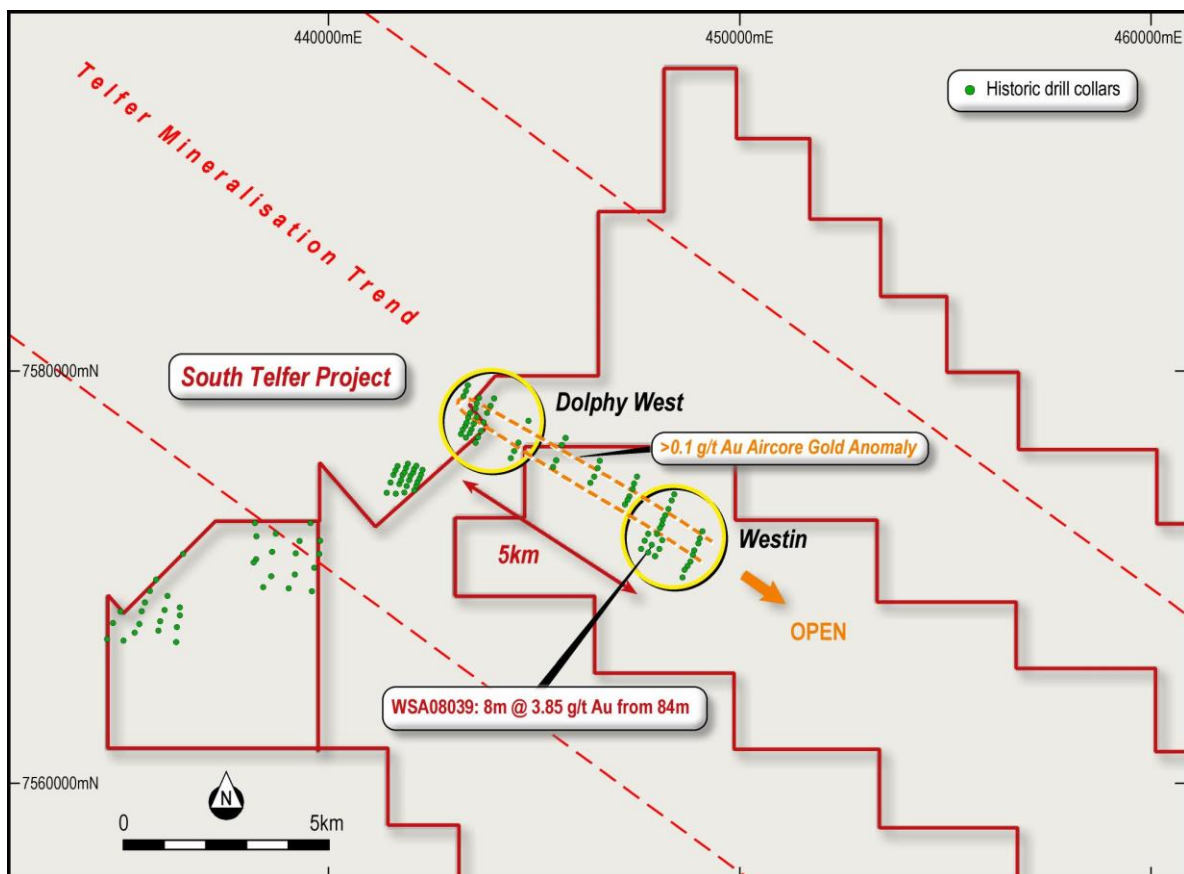 440000mE
450000mE
460000mE
Telfer Mineralisation Trend
Historic drill collars
7580000mN
South Telfer Project
Dolphy West
>0.1 g/t Au Aircore Gold Anomaly
5km
Westin
OPEN
WSA08039: 8m @ 3.85 g/t Au from 84m
7560000mN
N
0 5km